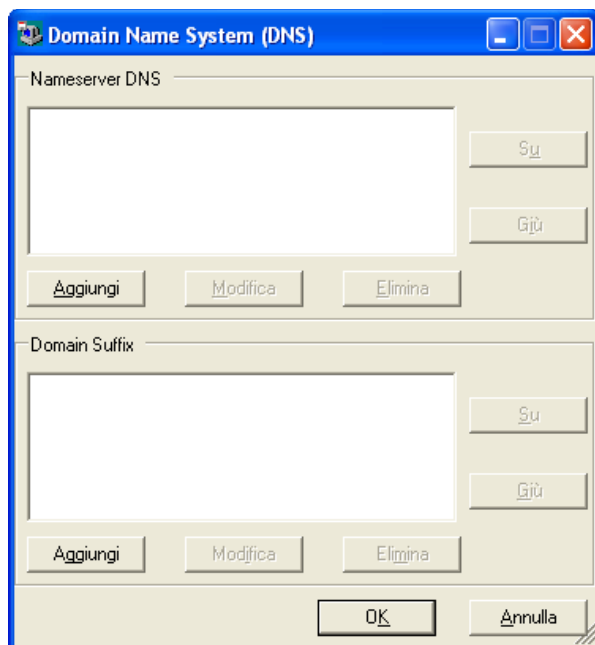 Domain Name System (DNS)
Nameserver DNS
Su
Giù
Aggiungi Modifica Elimina
Domain Suffix
Su
Giù
Aggiungi Modifica Elimina
OK Annulla